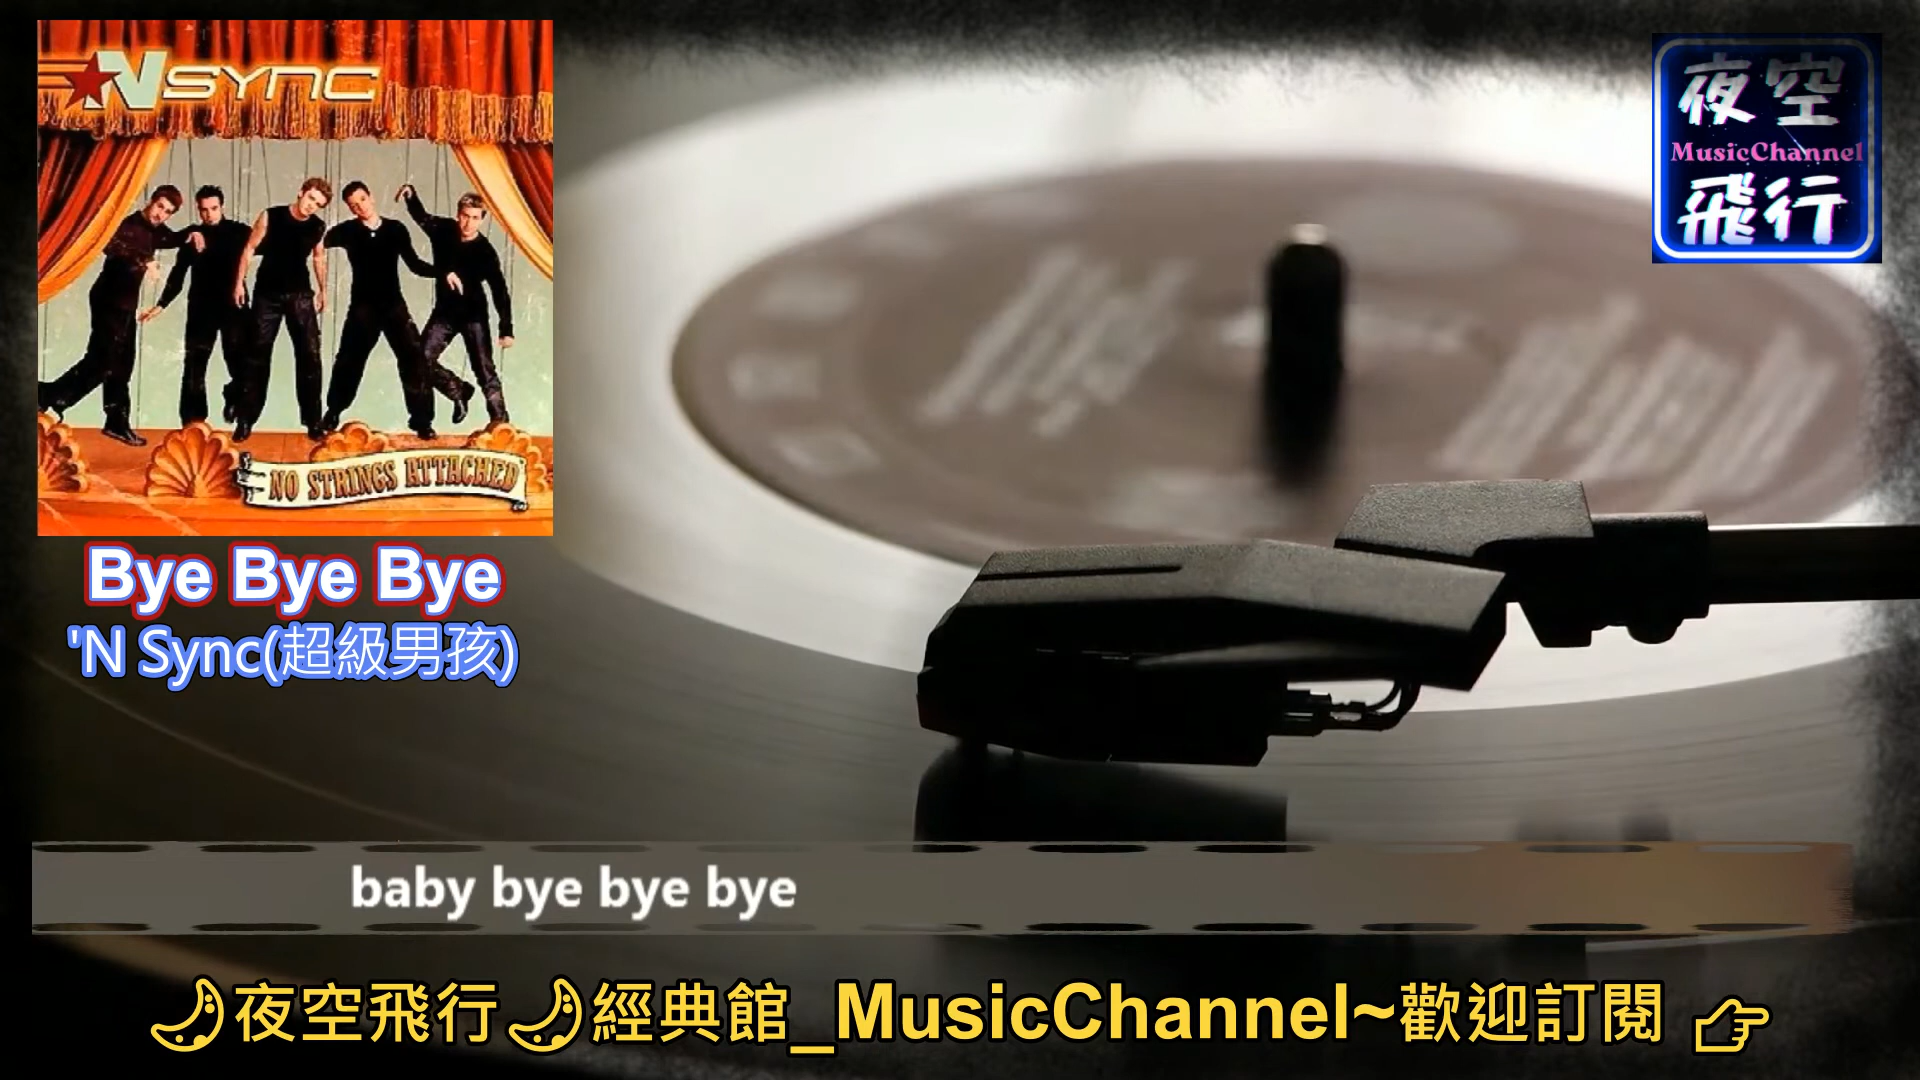 NSYNC
NO STRINGS ATTACHED
Bye Bye Bye
'N Sync(超級男孩)
夜空
MusicChannel
飛行
baby bye bye bye
🌙夜空飛行🌙經典館_MusicChannel~歡迎訂閱 👉